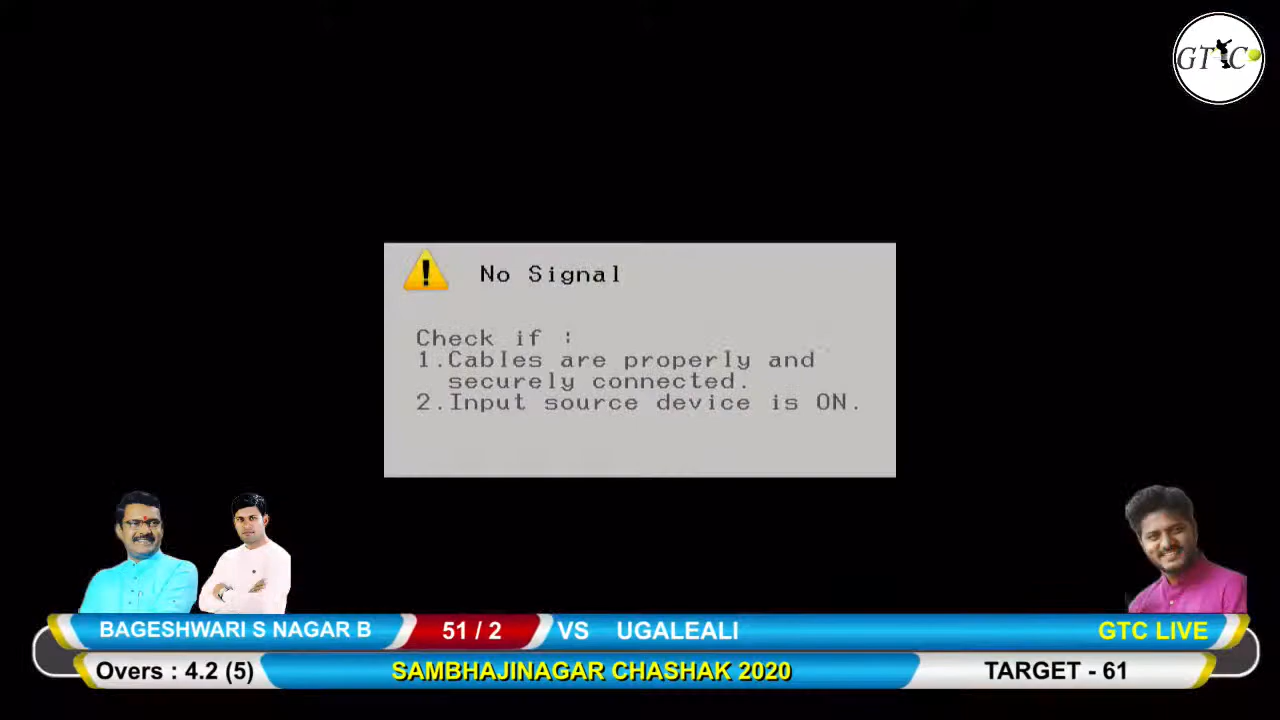 GTC
No Signal
Check if :
1.Cables are properly and
securely connected.
2.Input source device is ON.
BAGESHWARI S NAGAR B 51 / 2 VS UGALEALI GTC LIVE
Overs : 4.2 (5) SAMBHAJINAGAR CHASHAK 2020 TARGET - 61